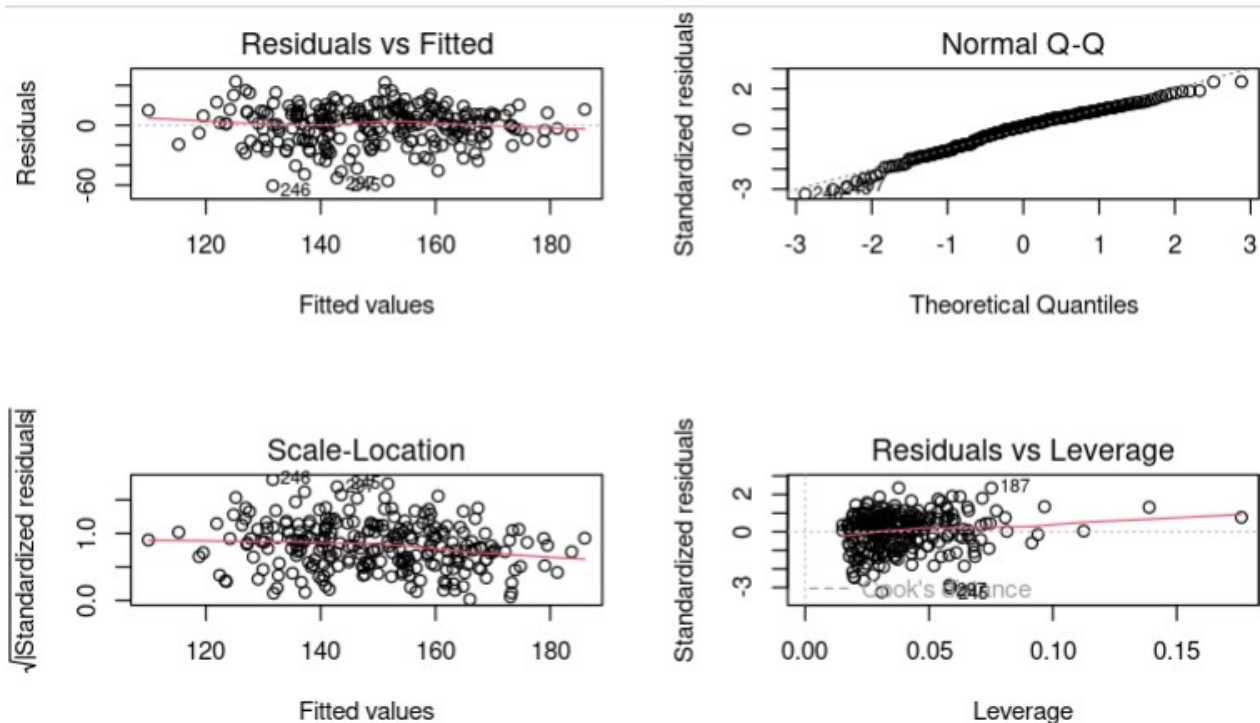 Residuals vs Fitted
Residuals
0
-60
246
120 140 160 180
Fitted values
Normal Q-Q
Standardized residuals
2
0
-3
-3 -2 -1 0 1 2 3
Theoretical Quantiles
Scale-Location
√|Standardized residuals|
1.0
0.0
246
120 140 160 180
Fitted values
Residuals vs Leverage
Standardized residuals
2
0
-3
187
Cook's distance
0.00 0.05 0.10 0.15
Leverage